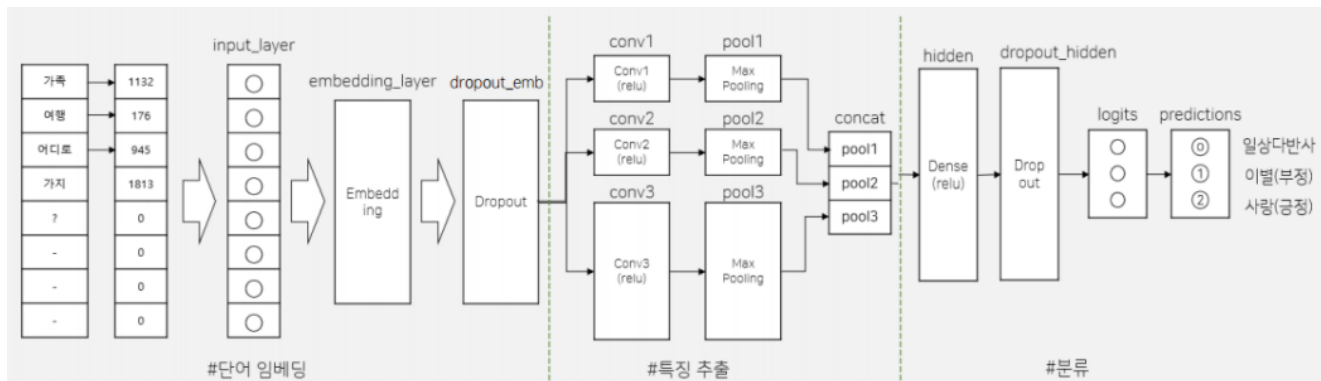 가족
여행
어디로
가지
?
-
-
-
1132
176
945
1813
0
0
0
0
input_layer
embedding_layer
Embedd
ing
dropout_emb
Dropout
#단어 임베딩
conv1
Conv1
(relu)
pool1
Max
Pooling
conv2
Conv2
(relu)
pool2
Max
Pooling
conv3
Conv3
(relu)
pool3
Max
Pooling
concat
pool1
pool2
pool3
#특징 추출
hidden
Dense
(relu)
dropout_hidden
Drop
out
logits
predictions
0
1
2
일상다반사
이별(부정)
사랑(긍정)
#분류